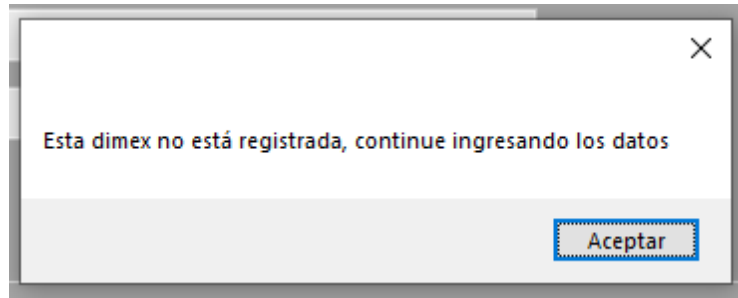 Esta dimex no está registrada, continue ingresando los datos
Aceptar